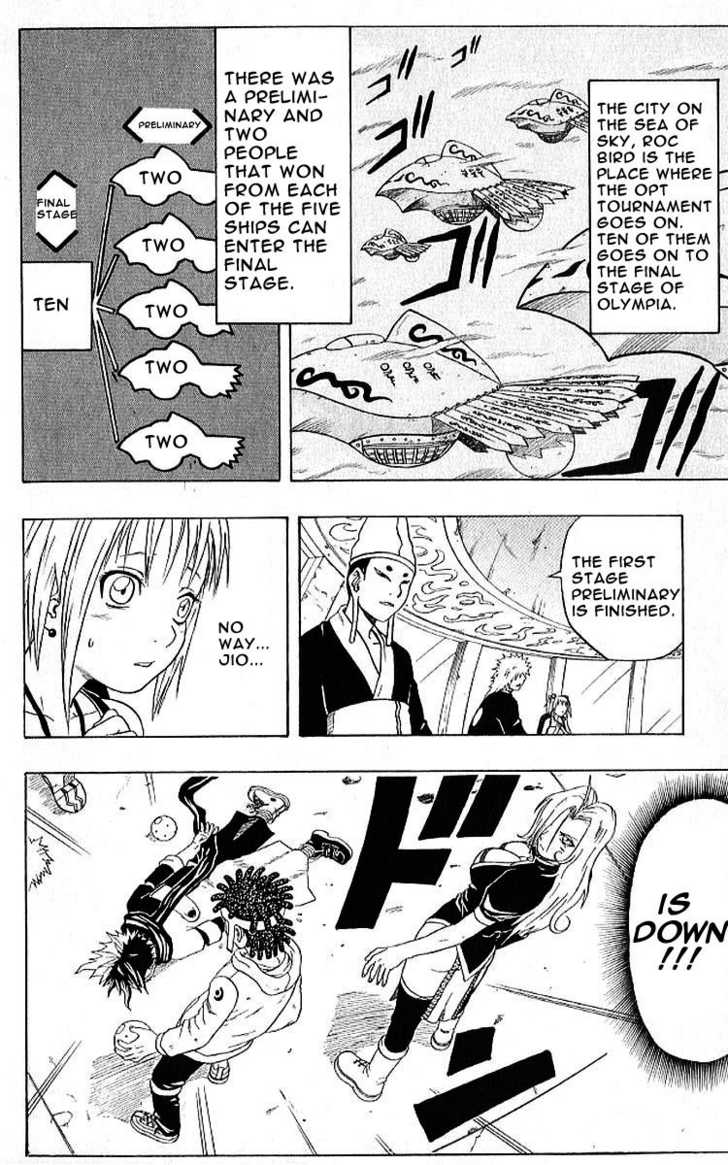 THE CITY ON
THE SEA OF
SKY, ROC
BIRD IS THE
PLACE WHERE
THE OPT
TOURNAMENT
GOES ON.
TEN OF THEM
GOES ON TO
THE FINAL
STAGE OF
OLYMPIA.
THERE WAS
A PRELIMI-
NARY AND
TWO
PEOPLE
THAT WON
FROM EACH
OF THE FIVE
SHIPS CAN
ENTER THE
FINAL
STAGE.
PRELIMINARY
FINAL
STAGE
TEN
TWO
TWO
TWO
TWO
TWO
ゴゴ
ゴゴ
ゴゴ
THE FIRST
STAGE
PRELIMINARY
IS FINISHED.
NO
WAY...
JIO...
IS
DOWN
!!!
ド